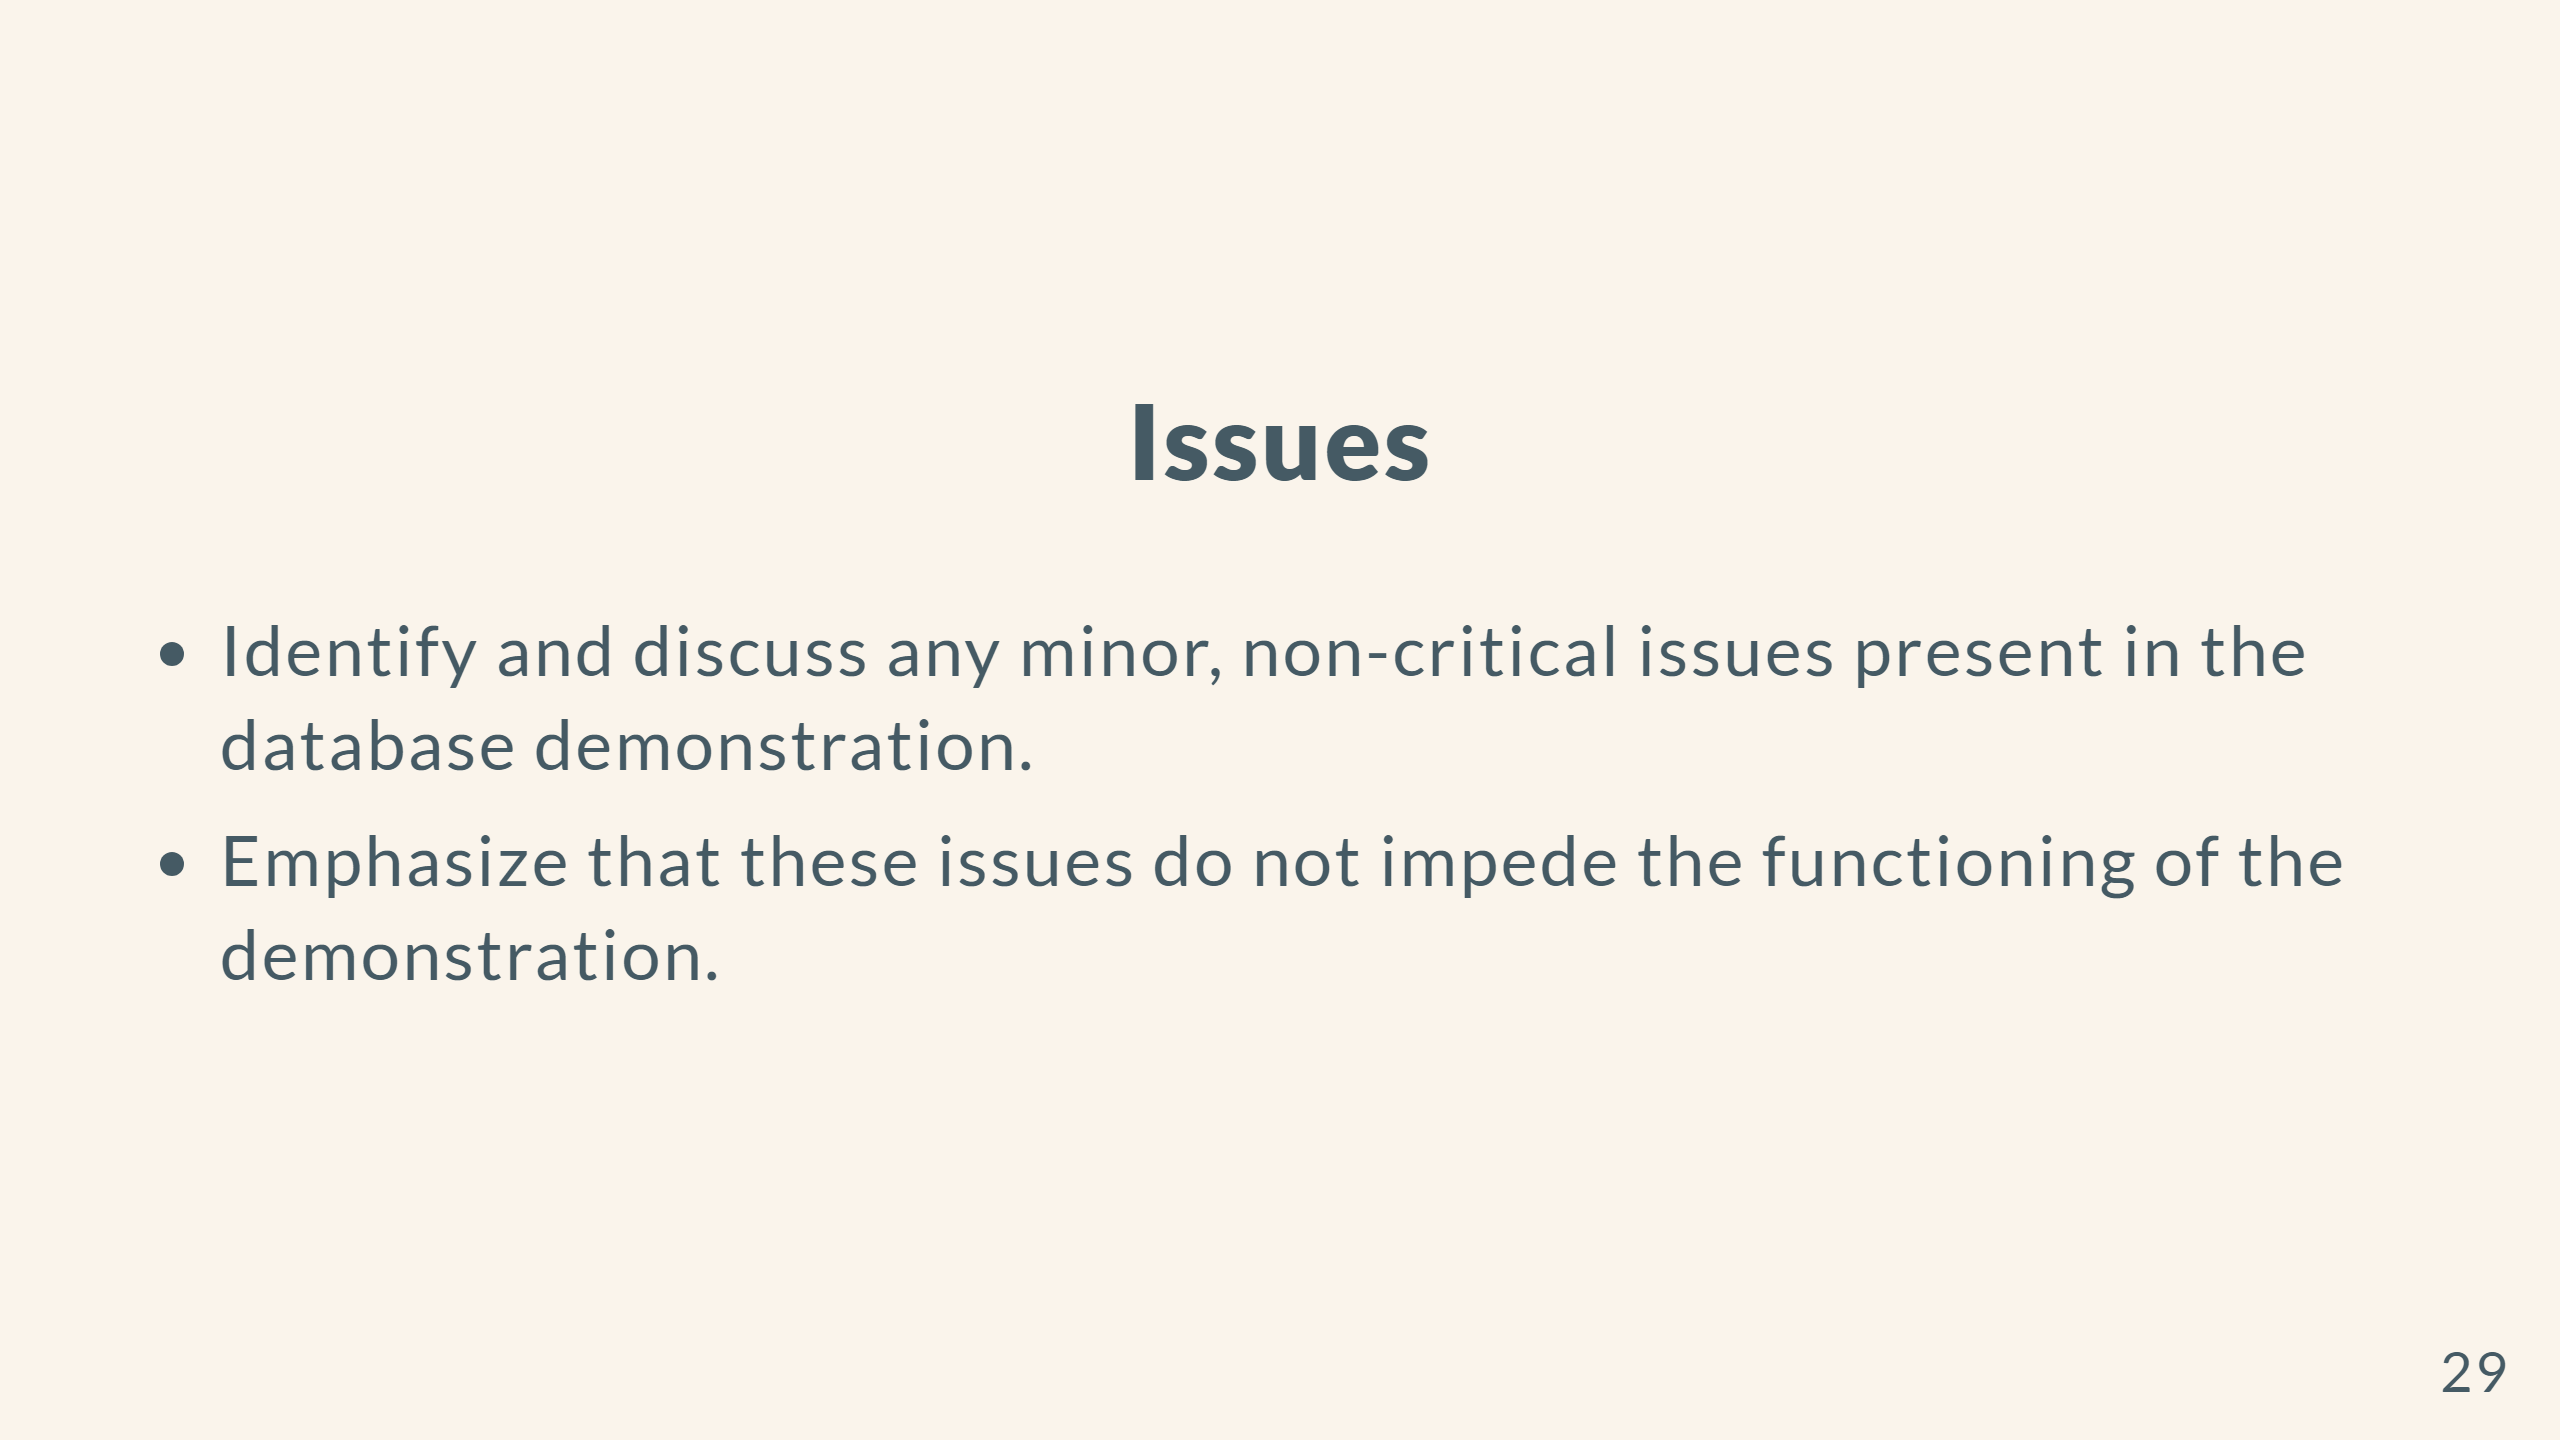 Issues
• Identify and discuss any minor, non-critical issues present in the
database demonstration.
• Emphasize that these issues do not impede the functioning of the
demonstration.
29